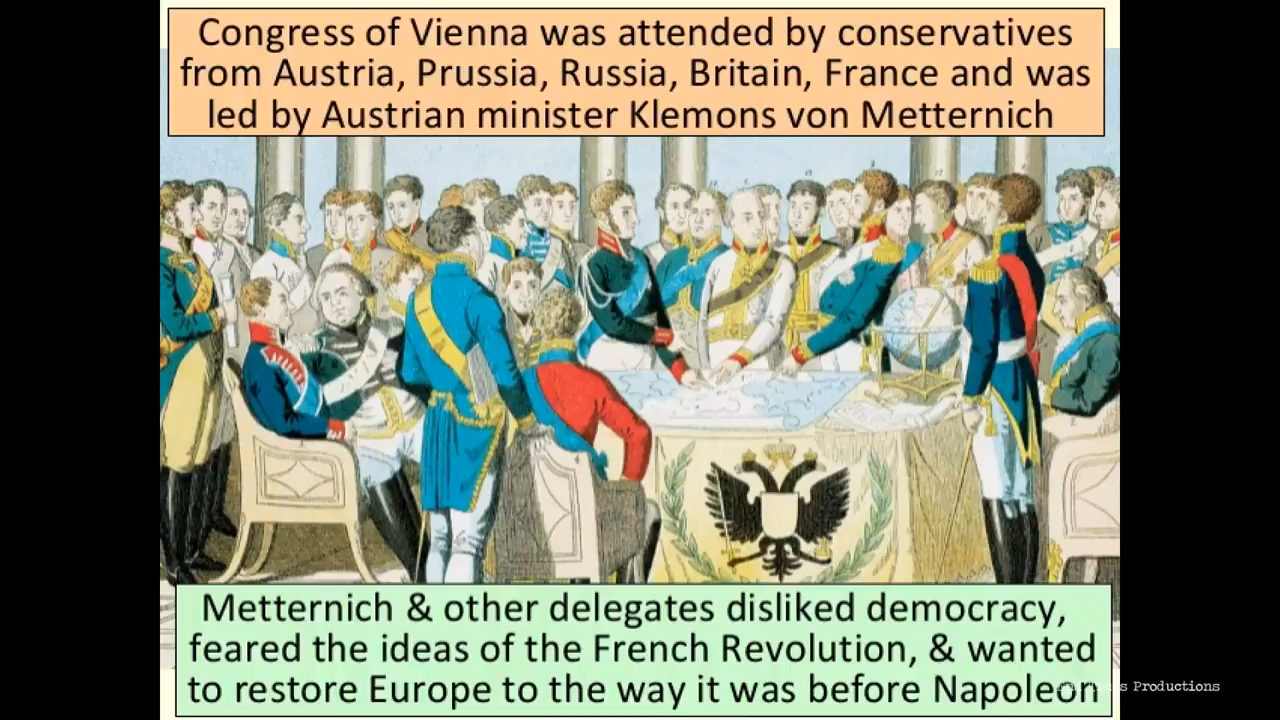 Congress of Vienna was attended by conservatives
from Austria, Prussia, Russia, Britain, France and was
led by Austrian minister Klemons von Metternich
Metternich & other delegates disliked democracy,
feared the ideas of the French Revolution, & wanted
to restore Europe to the way it was before Napoleon
Productions